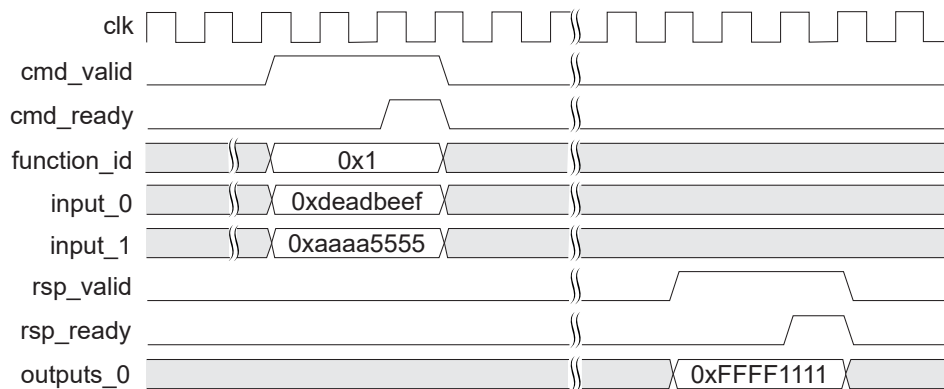 clk
cmd_valid
cmd_ready
function_id 0x1
input_0 0xdeadbeef
input_1 0xaaaa5555
rsp_valid
rsp_ready
outputs_0 0xFFFF1111